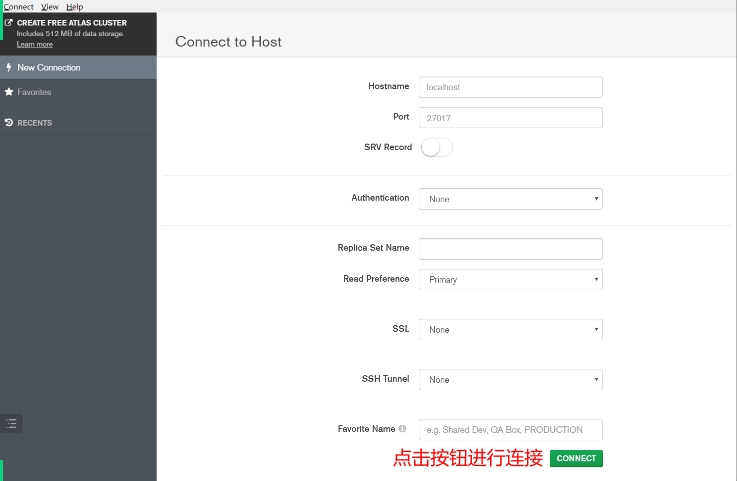 Connect View Help
CREATE FREE ATLAS CLUSTER
Includes 512 MB of data storage.
Learn more
New Connection
Favorites
RECENTS
Connect to Host
Hostname localhost
Port 27017
SRV Record
Authentication None
Replica Set Name
Read Preference Primary
SSL None
SSH Tunnel None
Favorite Name e.g. Shared Dev, QA Box, PRODUCTION
点击按钮进行连接 CONNECT